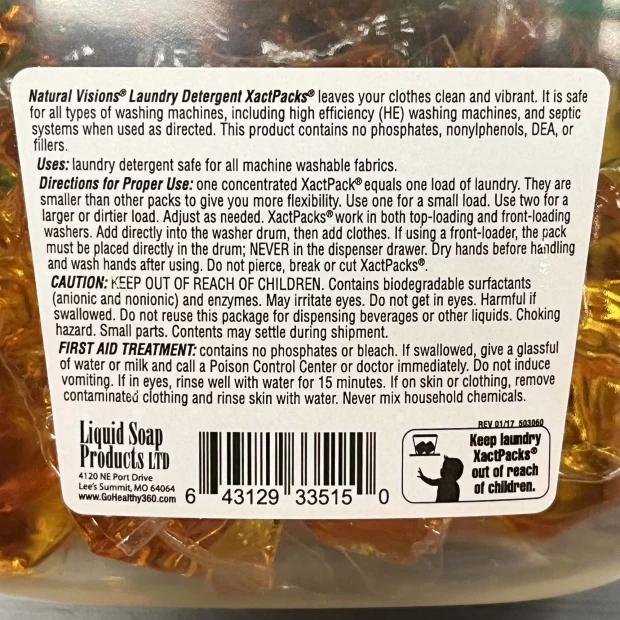 Natural Visions® Laundry Detergent XactPacks® leaves your clothes clean and vibrant. It is safe
for all types of washing machines, including high efficiency (HE) washing machines, and septic
systems when used as directed. This product contains no phosphates, nonylphenols, DEA, or
fillers.
Uses: laundry detergent safe for all machine washable fabrics.
Directions for Proper Use: one concentrated XactPack® equals one load of laundry. They are
smaller than other packs to give you more flexibility. Use one for a small load. Use two for a
larger or dirtier load. Adjust as needed. XactPacks® work in both top-loading and front-loading
washers. Add directly into the washer drum, then add clothes. If using a front-loader, the pack
must be placed directly in the drum; NEVER in the dispenser drawer. Dry hands before handling
and wash hands after using. Do not pierce, break or cut XactPacks®.
CAUTION: KEEP OUT OF REACH OF CHILDREN. Contains biodegradable surfactants
(anionic and nonionic) and enzymes. May irritate eyes. Do not get in eyes. Harmful if
swallowed. Do not reuse this package for dispensing beverages or other liquids. Choking
hazard. Small parts. Contents may settle during shipment.
FIRST AID TREATMENT: contains no phosphates or bleach. If swallowed, give a glassful
of water or milk and call a Poison Control Center or doctor immediately. Do not induce
vomiting. If in eyes, rinse well with water for 15 minutes. If on skin or clothing, remove
contaminated clothing and rinse skin with water. Never mix household chemicals.
Liquid Soap
Products LTD
4120 NE Port Drive
Lee's Summit, MO 64064
www.GoHealthy360.com
6 43129 33515 0
REV 01/17 503060
Keep laundry
XactPacks®
out of reach
of children.